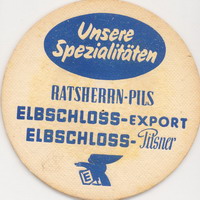 Unsere
Spezialitäten
RATSHERRN-PILS
ELBSCHLOSS-EXPORT
ELBSCHLOSS-Pilsner
E